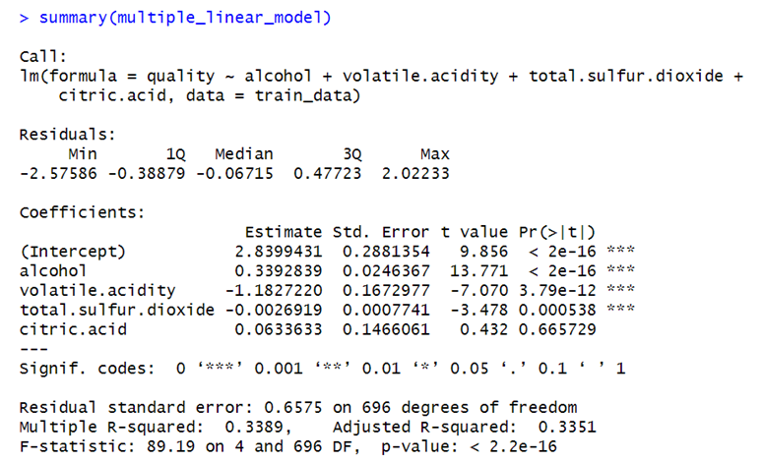 > summary(multiple_linear_model)
Call:
lm(formula = quality ~ alcohol + volatile.acidity + total.sulfur.dioxide +
    citric.acid, data = train_data)
Residuals:
     Min       1Q   Median       3Q      Max
-2.57586 -0.38879 -0.06715  0.47723  2.02233
Coefficients:
                       Estimate Std. Error t value Pr(>|t|)
(Intercept)           2.8399431  0.2881354   9.856  < 2e-16 ***
alcohol               0.3392839  0.0246367  13.771  < 2e-16 ***
volatile.acidity     -1.1827220  0.1672977  -7.070 3.79e-12 ***
total.sulfur.dioxide -0.0026919  0.0007741  -3.478 0.000538 ***
citric.acid           0.0633633  0.1466061   0.432 0.665729
---
Signif. codes:  0 ‘***’ 0.001 ‘**’ 0.01 ‘*’ 0.05 ‘.’ 0.1 ‘ ’ 1
Residual standard error: 0.6575 on 696 degrees of freedom
Multiple R-squared:  0.3389,    Adjusted R-squared:  0.3351
F-statistic: 89.19 on 4 and 696 DF,  p-value: < 2.2e-16